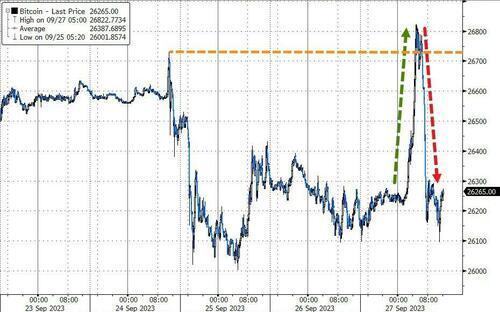 Bitcoin - Last Price 26265.00
High on 09/27 05:00 26822.7734
Average 26387.6895
Low on 09/25 05:20 26001.8574
26800
26700
26600
26500
26400
26300
26265.00
26200
26100
26000
00:00 08:00 00:00 08:00 00:00 08:00 00:00 08:00 00:00 08:00
23 Sep 2023 24 Sep 2023 25 Sep 2023 26 Sep 2023 27 Sep 2023